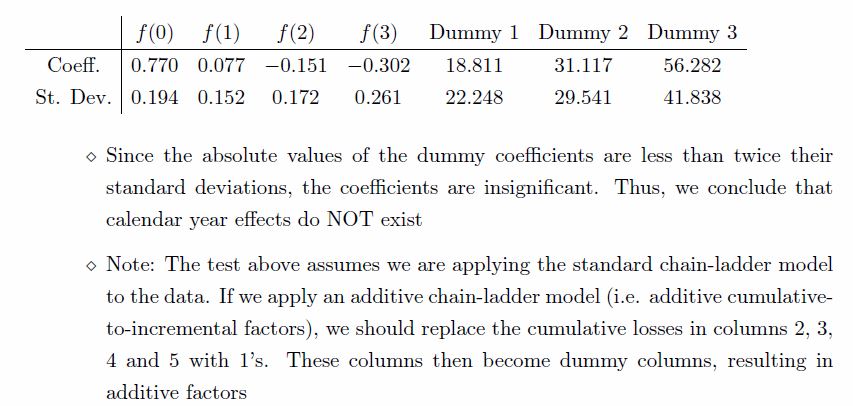 f(0) f(1) f(2) f(3) Dummy 1 Dummy 2 Dummy 3
Coeff. 0.770 0.077 −0.151 −0.302 18.811 31.117 56.282
St. Dev. 0.194 0.152 0.172 0.261 22.248 29.541 41.838
⋄ Since the absolute values of the dummy coefficients are less than twice their
standard deviations, the coefficients are insignificant. Thus, we conclude that
calendar year effects do NOT exist
⋄ Note: The test above assumes we are applying the standard chain-ladder model
to the data. If we apply an additive chain-ladder model (i.e. additive cumulative-
to-incremental factors), we should replace the cumulative losses in columns 2, 3,
4 and 5 with 1's. These columns then become dummy columns, resulting in
additive factors